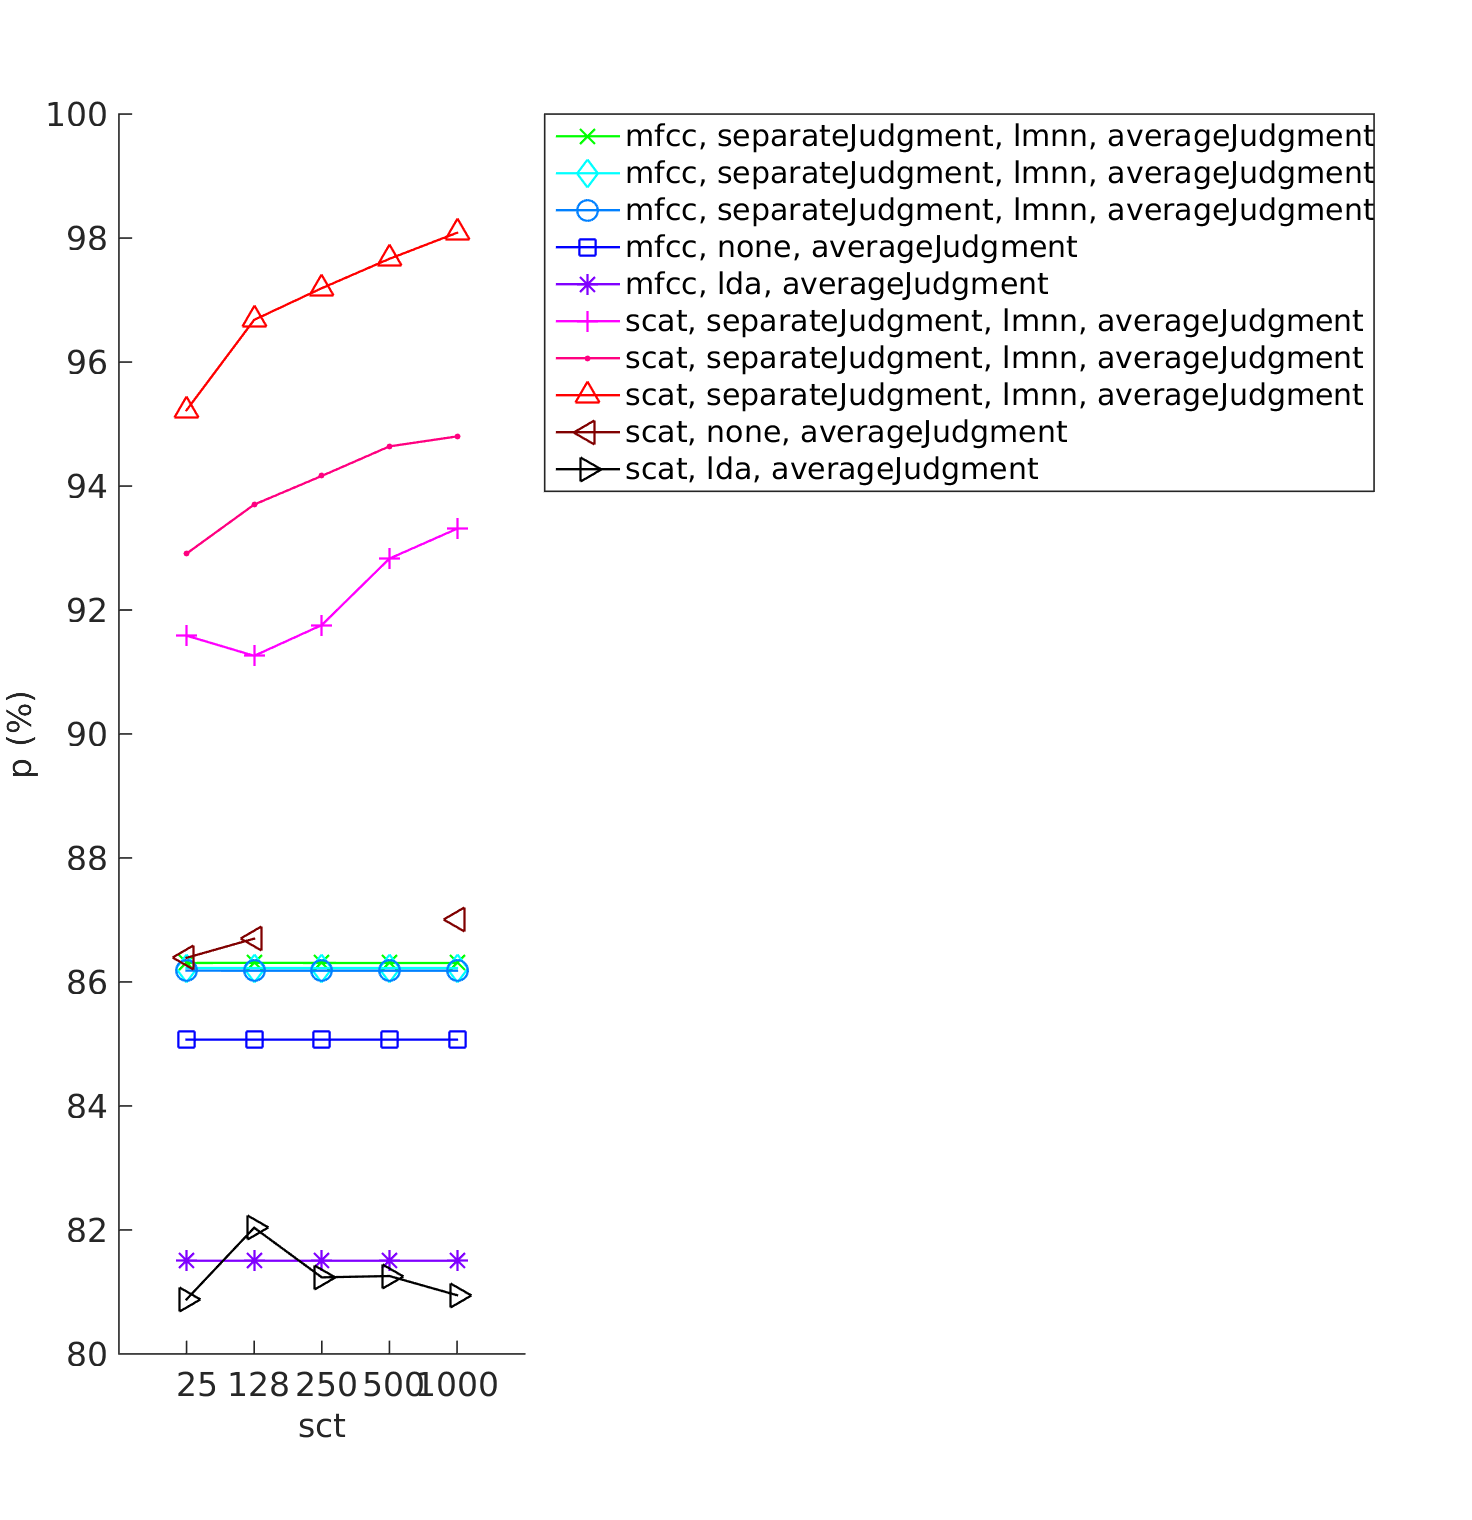 100
98
96
94
92
90
88
86
84
82
80
p (%)
25 128 250 500 1000
sct
mfcc, separateJudgment, lmnn, averageJudgment
mfcc, separateJudgment, lmnn, averageJudgment
mfcc, separateJudgment, lmnn, averageJudgment
mfcc, none, averageJudgment
mfcc, lda, averageJudgment
scat, separateJudgment, lmnn, averageJudgment
scat, separateJudgment, lmnn, averageJudgment
scat, separateJudgment, lmnn, averageJudgment
scat, none, averageJudgment
scat, lda, averageJudgment